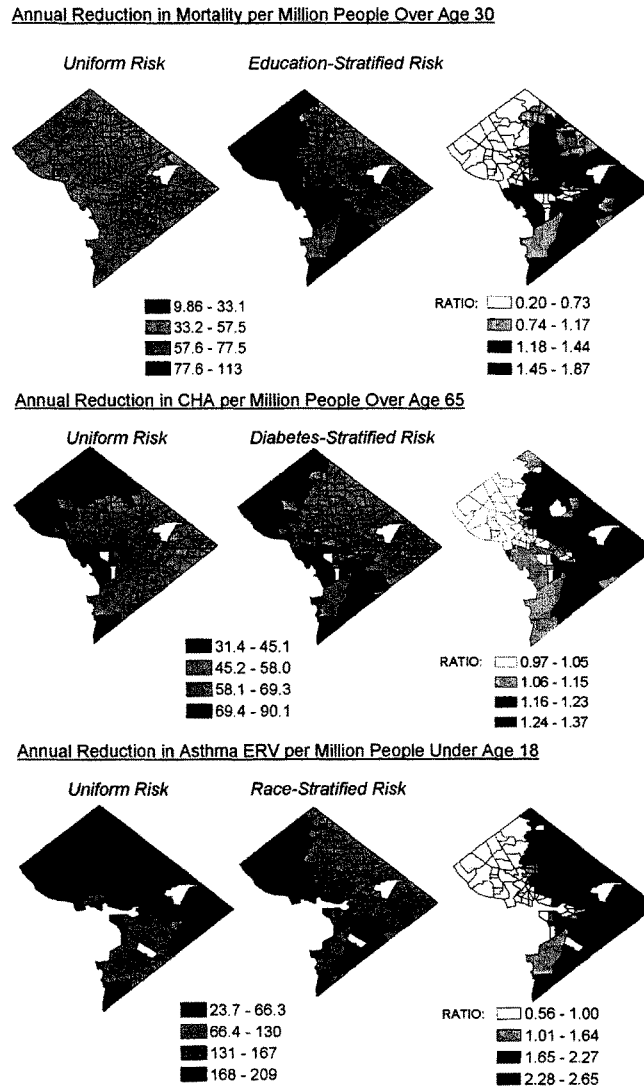 Annual Reduction in Mortality per Million People Over Age 30
Uniform Risk
Education-Stratified Risk
9.86 - 33.1
33.2 - 57.5
57.6 - 77.5
77.6 - 113
RATIO:
0.20 - 0.73
0.74 - 1.17
1.18 - 1.44
1.45 - 1.87
Annual Reduction in CHA per Million People Over Age 65
Uniform Risk
Diabetes-Stratified Risk
31.4 - 45.1
45.2 - 58.0
58.1 - 69.3
69.4 - 90.1
RATIO:
0.97 - 1.05
1.06 - 1.15
1.16 - 1.23
1.24 - 1.37
Annual Reduction in Asthma ERV per Million People Under Age 18
Uniform Risk
Race-Stratified Risk
23.7 - 66.3
66.4 - 130
131 - 167
168 - 209
RATIO:
0.56 - 1.00
1.01 - 1.64
1.65 - 2.27
2.28 - 2.65